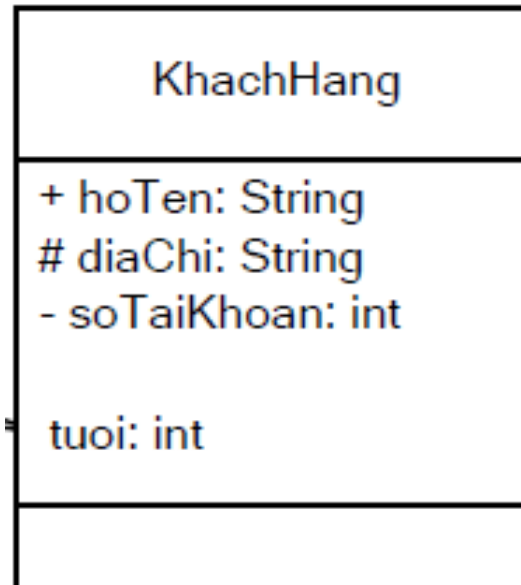 KhachHang
+ hoTen: String
# diaChi: String
- soTaiKhoan: int
tuoi: int